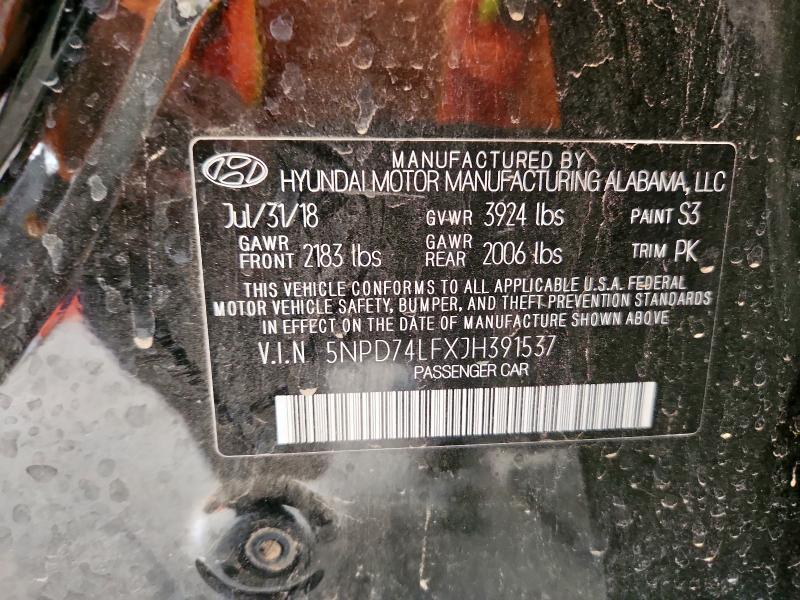 MANUFACTURED BY
HYUNDAI MOTOR MANUFACTURING ALABAMA, LLC
Jul/31/18 GVWR 3924 lbs PAINT S3
GAWR FRONT 2183 lbs GAWR REAR 2006 lbs TRIM PK
THIS VEHICLE CONFORMS TO ALL APPLICABLE U.S.A. FEDERAL
MOTOR VEHICLE SAFETY, BUMPER, AND THEFT PREVENTION STANDARDS
IN EFFECT ON THE DATE OF MANUFACTURE SHOWN ABOVE
V.I.N 5NPD74LFXJH391537
PASSENGER CAR